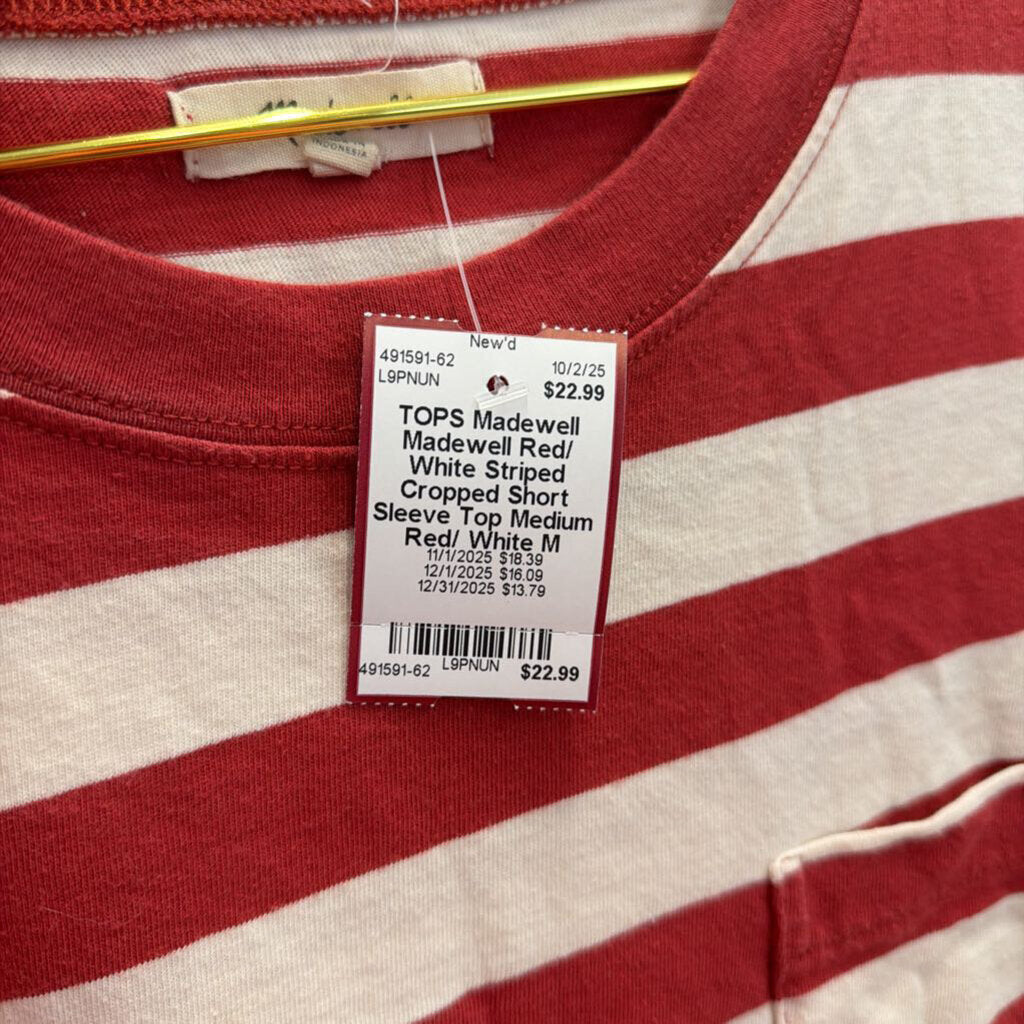 INDONESIA
New'd
491591-62 10/2/25
L9PNUN $22.99
TOPS Madewell
Madewell Red/
White Striped
Cropped Short
Sleeve Top Medium
Red/ White M
11/1/2025 $18.39
12/1/2025 $16.09
12/31/2025 $13.79
491591-62 L9PNUN $22.99